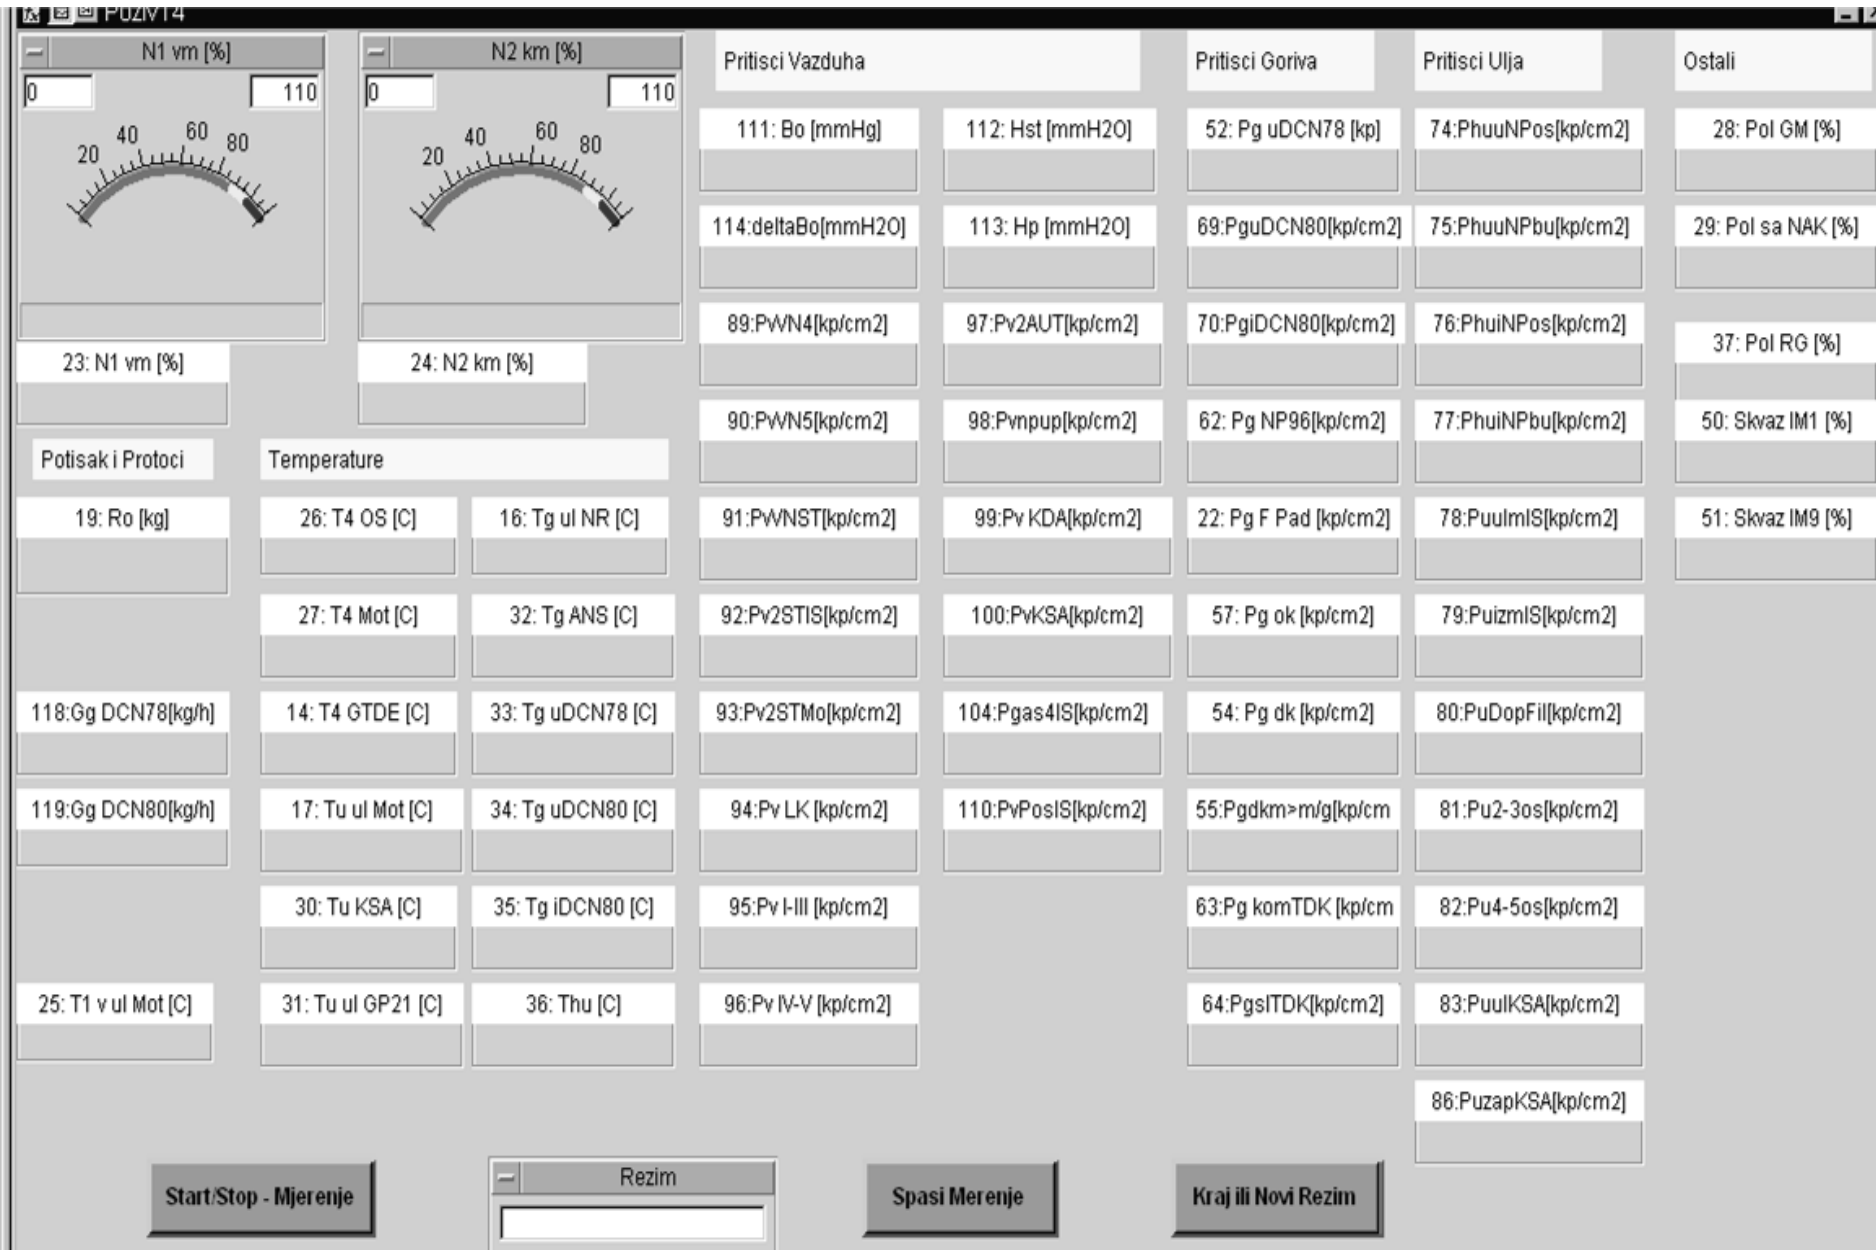 PozivT4
N1 vm [%]
0
110
20
40
60
80
23: N1 vm [%]
N2 km [%]
0
110
20
40
60
80
24: N2 km [%]
Potisak i Protoci
19: Ro [kg]
118:Gg DCN78[kg/h]
119:Gg DCN80[kg/h]
25: T1 v ul Mot [C]
Temperature
26: T4 OS [C]
27: T4 Mot [C]
14: T4 GTDE [C]
17: Tu ul Mot [C]
30: Tu KSA [C]
31: Tu ul GP21 [C]
16: Tg ul NR [C]
32: Tg ANS [C]
33: Tg uDCN78 [C]
34: Tg uDCN80 [C]
35: Tg iDCN80 [C]
36: Thu [C]
Pritisci Vazduha
111: Bo [mmHg]
114:deltaBo[mmH2O]
89:PvVN4[kp/cm2]
90:PvVN5[kp/cm2]
91:PvVNST[kp/cm2]
92:Pv2STIS[kp/cm2]
93:Pv2STMo[kp/cm2]
94:Pv LK [kp/cm2]
95:Pv I-III [kp/cm2]
96:Pv IV-V [kp/cm2]
112: Hst [mmH2O]
113: Hp [mmH2O]
97:Pv2AUT[kp/cm2]
98:Pvnpup[kp/cm2]
99:Pv KDA[kp/cm2]
100:PvKSA[kp/cm2]
104:Pgas4IS[kp/cm2]
110:PvPosIS[kp/cm2]
Pritisci Goriva
52: Pg uDCN78 [kp]
69:PguDCN80[kp/cm2]
70:PgiDCN80[kp/cm2]
62: Pg NP96[kp/cm2]
22: Pg F Pad [kp/cm2]
57: Pg ok [kp/cm2]
54: Pg dk [kp/cm2]
55:Pgdkm>m/g[kp/cm
63:Pg komTDK [kp/cm
64:PgslTDK[kp/cm2]
Pritisci Ulja
74:PhuuNPos[kp/cm2]
75:PhuuNPbu[kp/cm2]
76:PhuiNPos[kp/cm2]
77:PhuiNPbu[kp/cm2]
78:PuulmIS[kp/cm2]
79:PuizmIS[kp/cm2]
80:PuDopFil[kp/cm2]
81:Pu2-3os[kp/cm2]
82:Pu4-5os[kp/cm2]
83:PuulKSA[kp/cm2]
86:PuzapKSA[kp/cm2]
Ostali
28: Pol GM [%]
29: Pol sa NAK [%]
37: Pol RG [%]
50: Skvaz IM1 [%]
51: Skvaz IM9 [%]
Start/Stop - Mjerenje
Rezim
Spasi Merenje
Kraj ili Novi Rezim